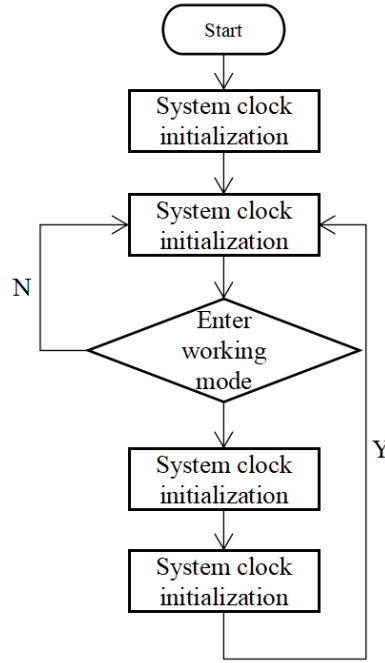 Start
System clock
initialization
System clock
initialization
N
Enter
working
mode
Y
System clock
initialization
System clock
initialization